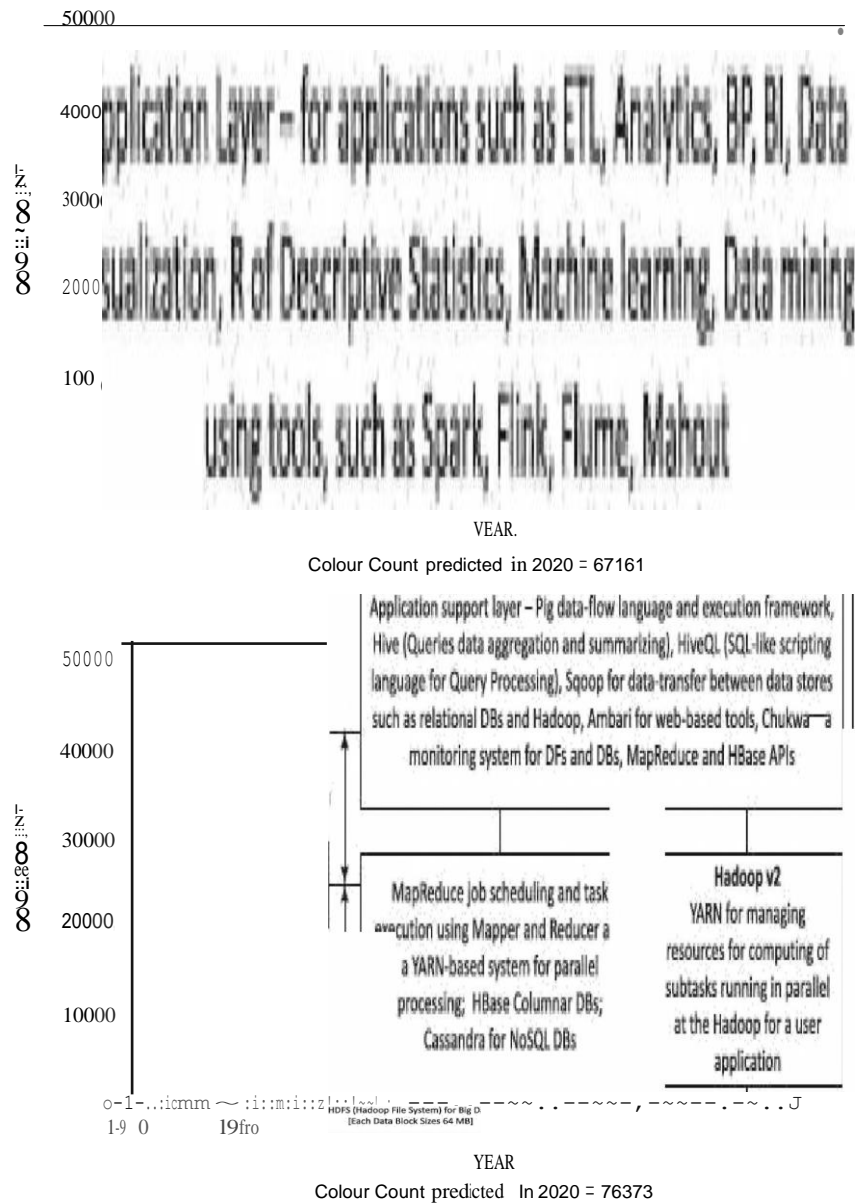 50000
40000
pplication Layer – for applications such as ETL, Analytics, BP, BI, Data
3000
sualization, R of Descriptive Statistics, Machine learning, Data mining
2000
100
using tools, such as Spark, Flink, Flume, Mahout
VEAR.
Colour Count predicted in 2020 = 67161
Application support layer – Pig data-flow language and execution framework,
Hive (Queries data aggregation and summarizing), HiveQL (SQL-like scripting
language for Query Processing), Sqoop for data-transfer between data stores
such as relational DBs and Hadoop, Ambari for web-based tools, Chukwa—a
monitoring system for DFs and DBs, MapReduce and HBase APIs
50000
40000
30000
20000
10000
MapReduce job scheduling and task
execution using Mapper and Reducer a
a YARN-based system for parallel
processing; HBase Columnar DBs;
Cassandra for NoSQL DBs
Hadoop v2
YARN for managing
resources for computing of
subtasks running in parallel
at the Hadoop for a user
application
HDFS (Hadoop File System) for Big D
[Each Data Block Sizes 64 MB]
1-9 0 19fro
YEAR
Colour Count predicted In 2020 = 76373